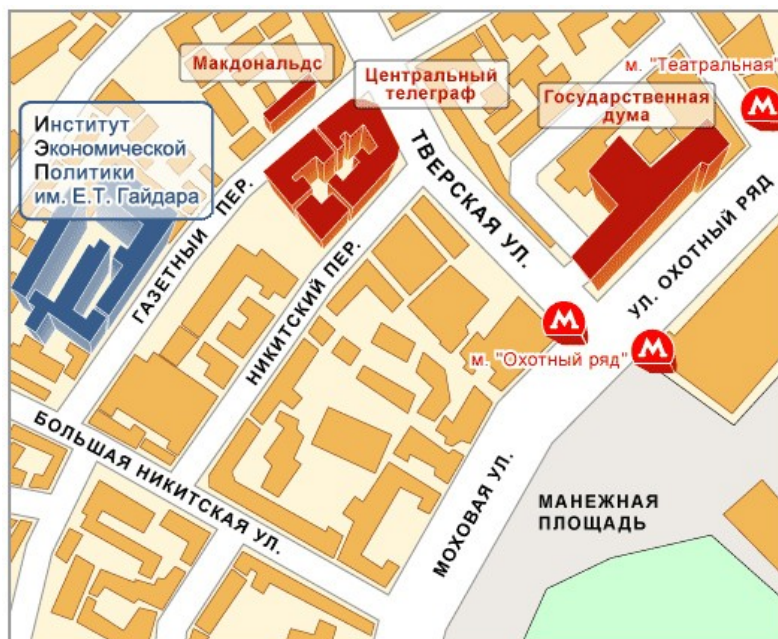 Макдональдс
м. "Театральная"
Центральный
телеграф
Государственная
дума
Институт
Экономической
Политики
им. Е.Т. Гайдара
ТВЕРСКАЯ УЛ.
ГАЗЕТНЫЙ ПЕР.
УЛ. ОХОТНЫЙ РЯД
НИКИТСКИЙ ПЕР.
М
М
М
м. "Охотный ряд"
БОЛЬШАЯ НИКИТСКАЯ УЛ.
МОХОВАЯ УЛ.
МАНЕЖНАЯ
ПЛОЩАДЬ